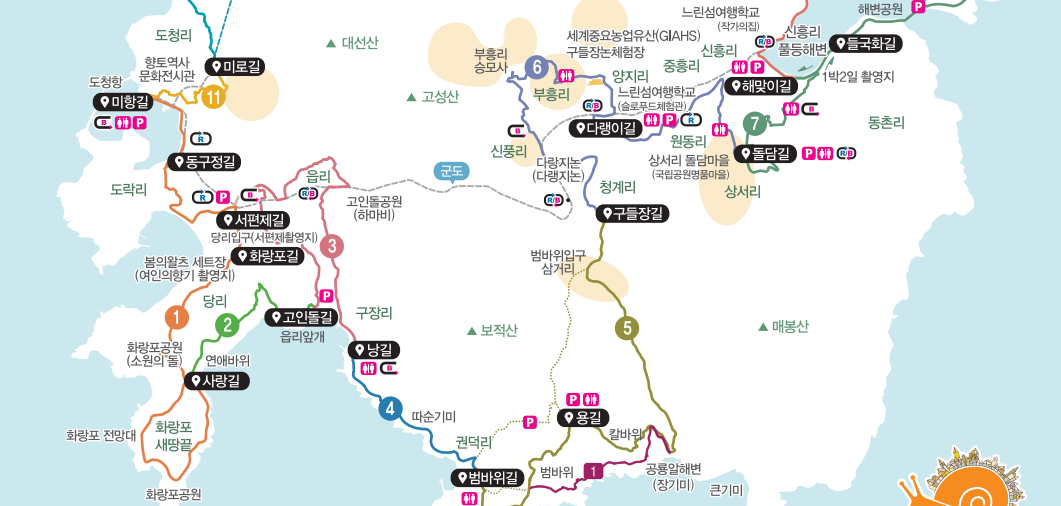 느린섬여행학교
(작가의집)
해변공원
P
도청리
대선산
세계중요농업유산(GIAHS)
구들장논체험장
신흥리
R/B
신흥리
풀등해변
들국화길
향토역사
문화전시관
미로길
부흥리
승모사
6
양지리
중흥리
P
1박2일 촬영지
도청항
미항길
11
고성산
부흥리
느린섬여행학교
(슬로푸드체험관)
해맞이길
B
P
R
R/B
다랭이길
P
R
B
7
동촌리
B
원동리
동구정길
신풍리
다랑지논
(다랭이논)
상서리 돌담마을
(국립공원명품마을)
돌담길
P
R/B
도락리
R
P
B
읍리
R/B
군도
고인돌공원
(하마비)
R/B
청계리
상서리
서편제길
구들장길
당리입구(서편제촬영지)
3
화랑포길
봄의왈츠 세트장
(여인의향기 촬영지)
범바위입구
삼거리
당리
P
1
2
고인돌길
구장리
읍리앞개
보적산
5
매봉산
화랑포공원
(소원의 돌)
연애바위
낭길
B
사랑길
4
따순기미
P
용길
화랑포 전망대
화랑포
새땅끝
권덕리
P
칼바위
범바위길
범바위
1
공룡알해변
(장기미)
큰기미
화랑포공원